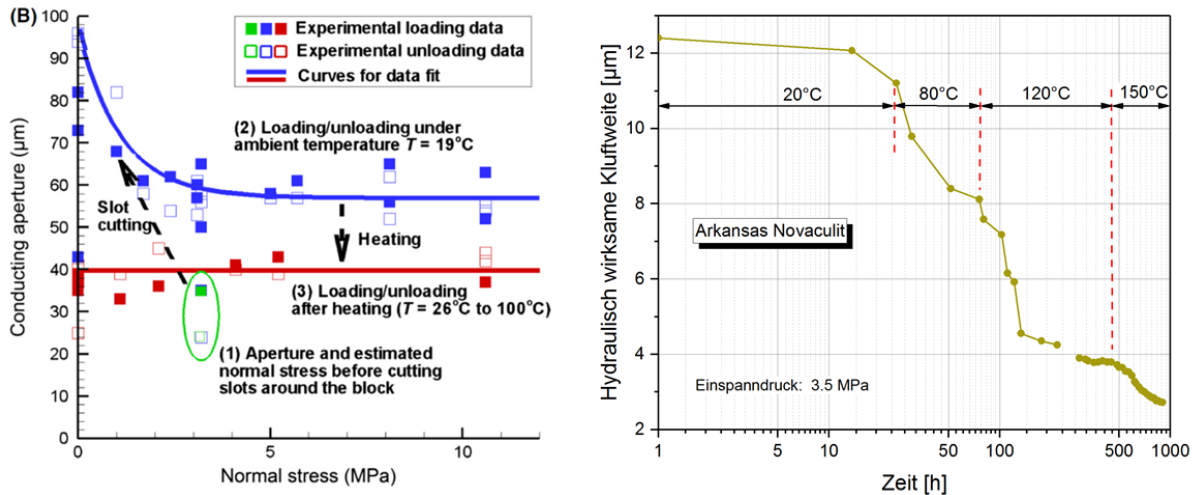 (B)
Experimental loading data
Experimental unloading data
Curves for data fit
100
90
80
70
60
50
40
30
20
10
0
Conducting aperture (µm)
(2) Loading/unloading under
ambient temperature T = 19°C
Slot
cutting
Heating
(3) Loading/unloading
after heating (T = 26°C to 100°C)
(1) Aperture and estimated
normal stress before cutting
slots around the block
0
5
10
Normal stress (MPa)
Hydraulisch wirksame Kluftweite [µm]
12
10
8
6
4
2
20°C
80°C
120°C
150°C
Arkansas Novaculit
Einspanndruck: 3.5 MPa
1
10
50
100
500
1000
Zeit [h]